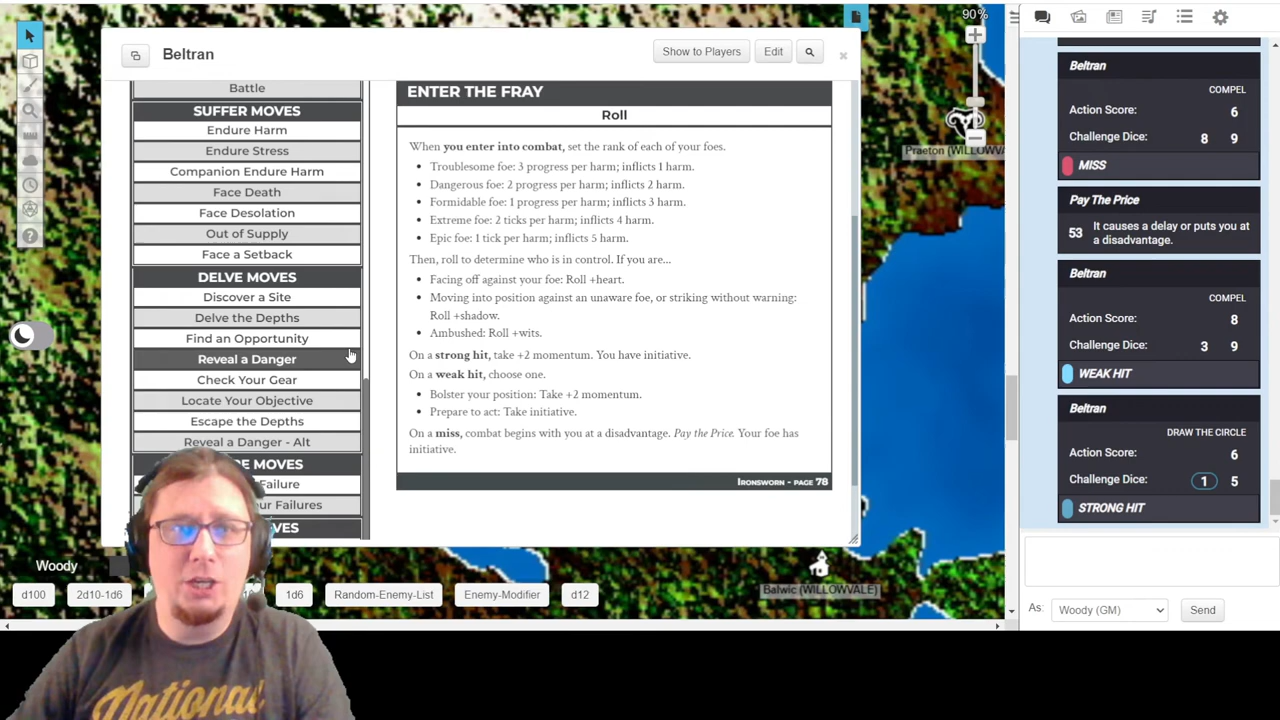 90%
Beltran
Show to Players
Edit
Battle
SUFFER MOVES
Endure Harm
Endure Stress
Companion Endure Harm
Face Death
Face Desolation
Out of Supply
Face a Setback
DELVE MOVES
Discover a Site
Delve the Depths
Find an Opportunity
Reveal a Danger
Check Your Gear
Locate Your Objective
Escape the Depths
Reveal a Danger - Alt
MOVES
Failure
Failures
MOVES
ENTER THE FRAY
Roll
When you enter into combat, set the rank of each of your foes.
• Troublesome foe: 3 progress per harm; inflicts 1 harm.
• Dangerous foe: 2 progress per harm; inflicts 2 harm.
• Formidable foe: 1 progress per harm; inflicts 3 harm.
• Extreme foe: 2 ticks per harm; inflicts 4 harm.
• Epic foe: 1 tick per harm; inflicts 5 harm.
Then, roll to determine who is in control. If you are...
• Facing off against your foe: Roll +heart.
• Moving into position against an unaware foe, or striking without warning:
Roll +shadow.
• Ambushed: Roll +wits.
On a strong hit, take +2 momentum. You have initiative.
On a weak hit, choose one.
• Bolster your position: Take +2 momentum.
• Prepare to act: Take initiative.
On a miss, combat begins with you at a disadvantage. Pay the Price. Your foe has
initiative.
IRONSWORN - PAGE 78
Praeton (WILLOWVA
Balwic (WILLOWVALE)
Woody
d100
2d10-1d6
1d6
Random-Enemy-List
Enemy-Modifier
d12
National
Beltran
COMPEL
Action Score: 6
Challenge Dice: 8 9
MISS
Pay The Price
53 It causes a delay or puts you at
a disadvantage.
Beltran
COMPEL
Action Score: 8
Challenge Dice: 3 9
WEAK HIT
Beltran
DRAW THE CIRCLE
Action Score: 6
Challenge Dice: 1 5
STRONG HIT
As: Woody (GM)
Send